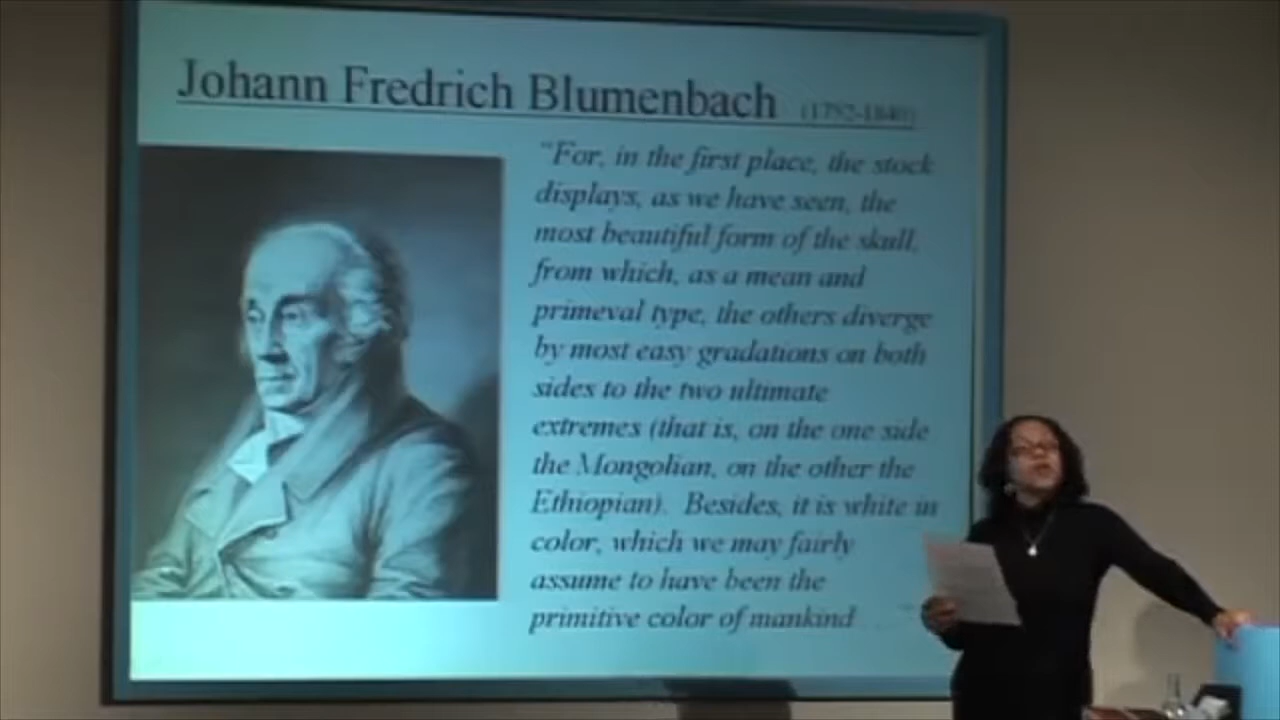 Johann Fredrich Blumenbach (1752-1840)
"For, in the first place, the stock
displays, as we have seen, the
most beautiful form of the skull,
from which, as a mean and
primeval type, the others diverge
by most easy gradations on both
sides to the two ultimate
extremes (that is, on the one side
the Mongolian, on the other the
Ethiopian). Besides, it is white in
color, which we may fairly
assume to have been the
primitive color of mankind . . ."